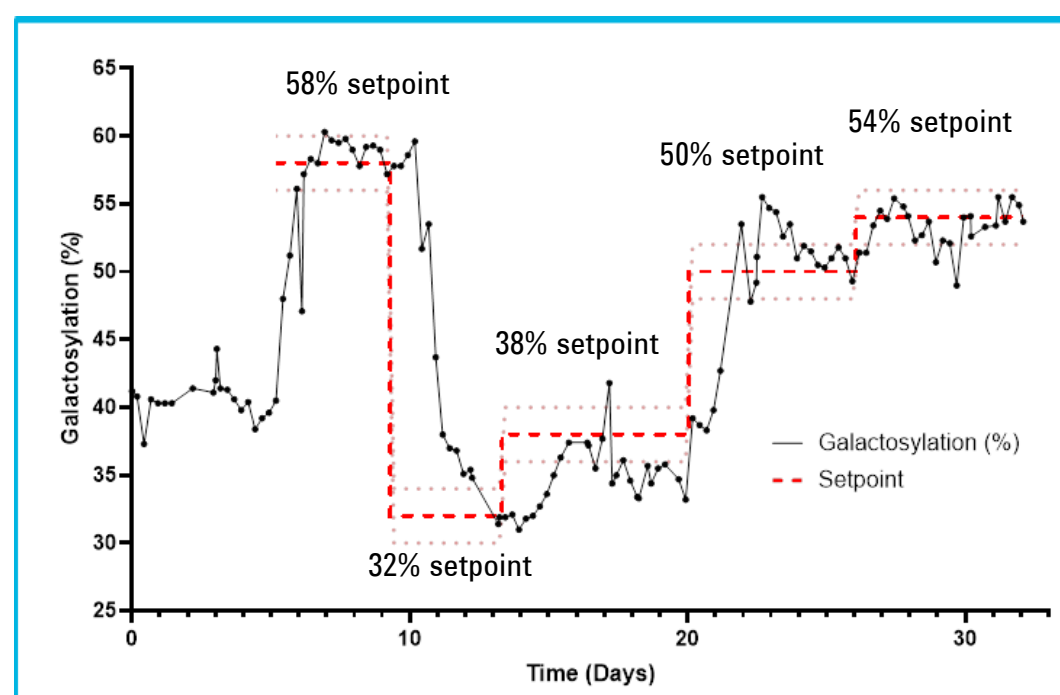 65
60
55
50
45
40
35
30
25
Galactosylation (%)
58% setpoint
32% setpoint
38% setpoint
50% setpoint
54% setpoint
Galactosylation (%)
Setpoint
0 10 20 30
Time (Days)